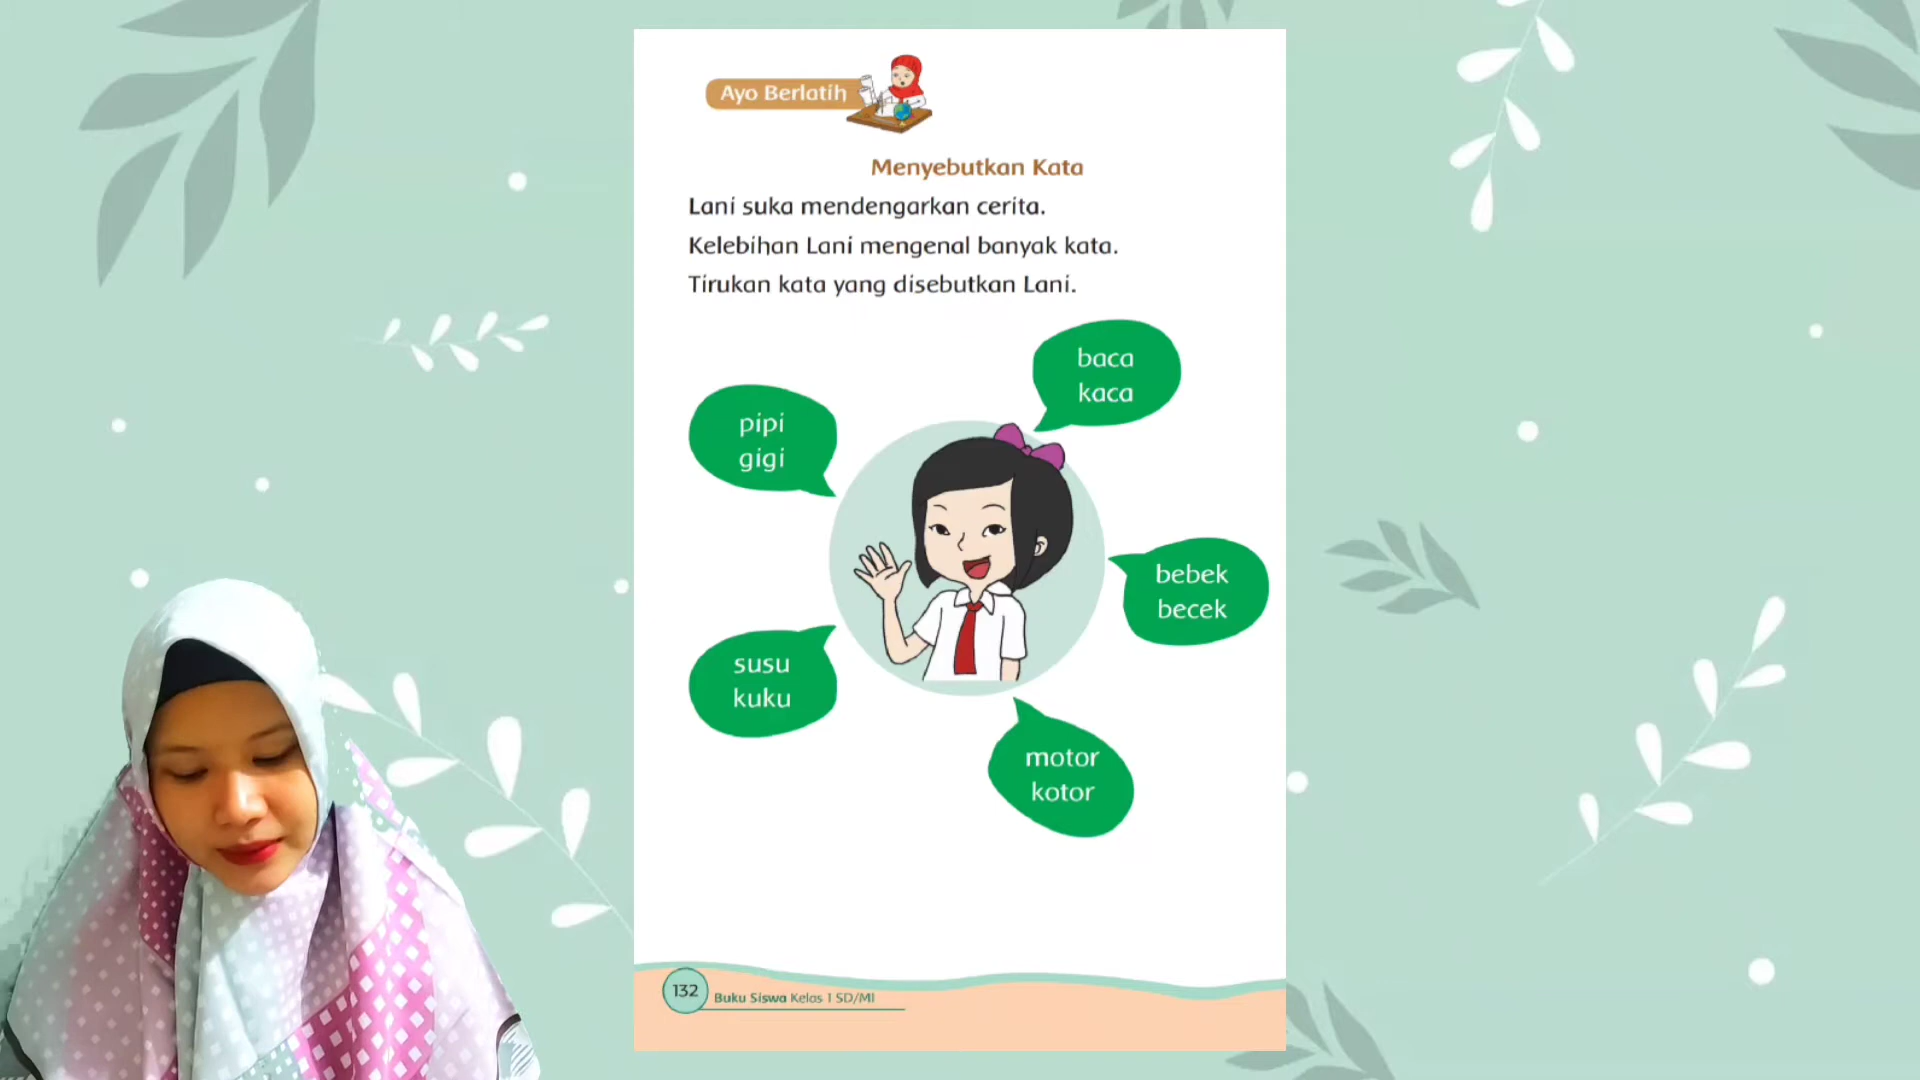 Ayo Berlatih
Menyebutkan Kata
Lani suka mendengarkan cerita.
Kelebihan Lani mengenal banyak kata.
Tirukan kata yang disebutkan Lani.
baca
kaca
pipi
gigi
bebek
becek
susu
kuku
motor
kotor
132
Buku Siswa Kelas 1 SD/MI